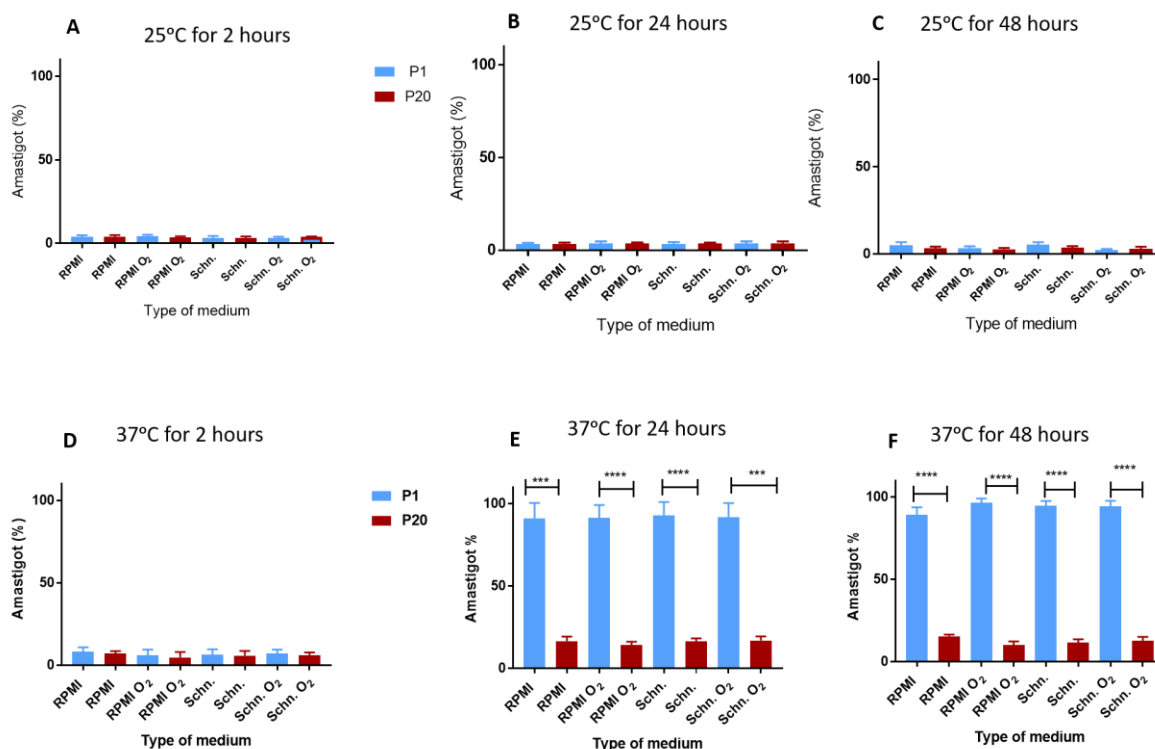 A
25°C for 2 hours
Amastigot (%)
100
50
0
RPMI
RPMI
RPMI O₂
RPMI O₂
Schn.
Schn.
Schn. O₂
Schn. O₂
Type of medium
P1
P20
B
25°C for 24 hours
Amastigot (%)
100
50
0
RPMI
RPMI
RPMI O₂
RPMI O₂
Schn.
Schn.
Schn. O₂
Schn. O₂
Type of medium
C
25°C for 48 hours
Amastigot (%)
100
50
0
RPMI
RPMI
RPMI O₂
RPMI O₂
Schn.
Schn.
Schn. O₂
Schn. O₂
Type of medium
D
37°C for 2 hours
Amastigot (%)
100
50
0
RPMI
RPMI
RPMI O₂
RPMI O₂
Schn.
Schn.
Schn. O₂
Schn. O₂
Type of medium
P1
P20
E
37°C for 24 hours
*** **** **** ***
Amastigot %
100
50
0
RPMI
RPMI
RPMI O₂
RPMI O₂
Schn.
Schn.
Schn. O₂
Schn. O₂
Type of medium
F
37°C for 48 hours
**** **** **** ****
Amastigot %
100
50
0
RPMI
RPMI
RPMI O₂
RPMI O₂
Schn.
Schn.
Schn. O₂
Schn. O₂
Type of medium